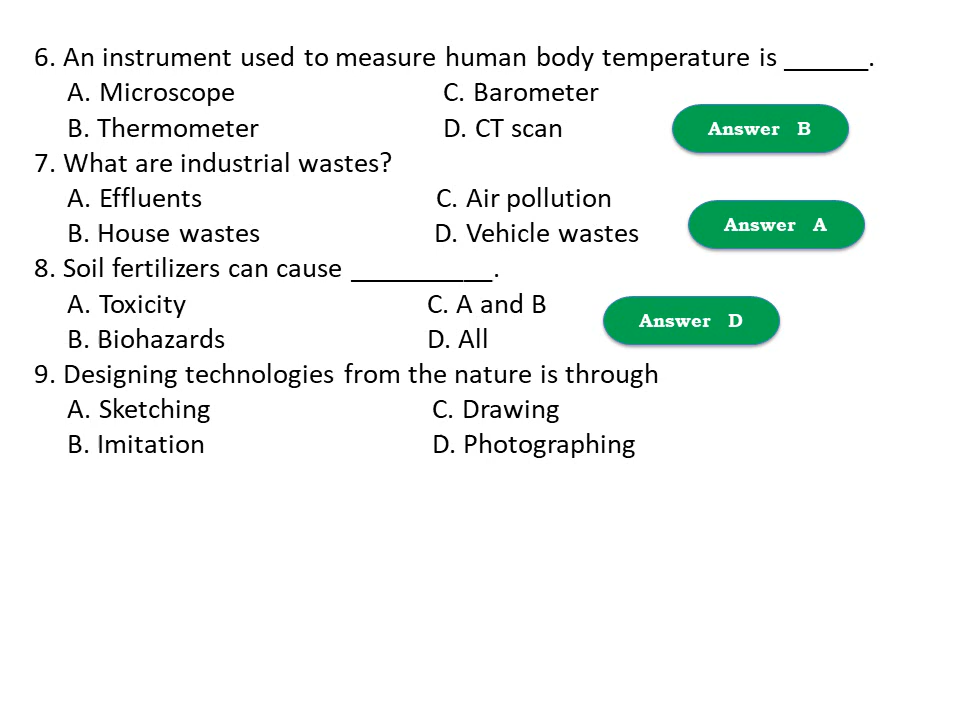 6. An instrument used to measure human body temperature is ______.
A. Microscope C. Barometer
B. Thermometer D. CT scan
Answer B
7. What are industrial wastes?
A. Effluents C. Air pollution
B. House wastes D. Vehicle wastes
Answer A
8. Soil fertilizers can cause __________.
A. Toxicity C. A and B
B. Biohazards D. All
Answer D
9. Designing technologies from the nature is through
A. Sketching C. Drawing
B. Imitation D. Photographing